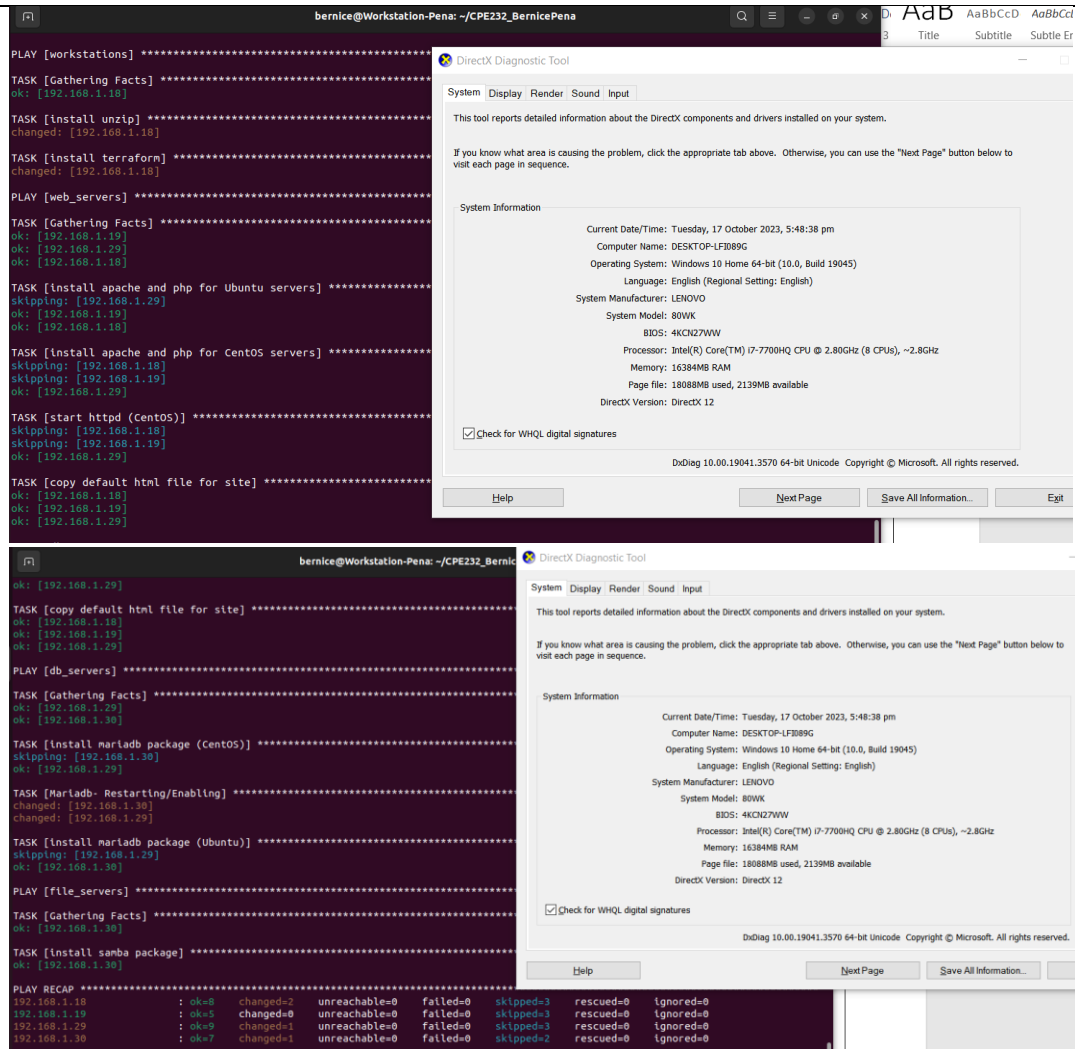 bernice@Workstation-Pena: ~/CPE232_BernicePena
AaB AaBbCcD AaBbCcL
Title Subtitle Subtle Er
PLAY [workstations] *********************************************
TASK [Gathering Facts] ******************************************
ok: [192.168.1.18]
TASK [install unzip] ********************************************
changed: [192.168.1.18]
TASK [install terraform] ****************************************
changed: [192.168.1.18]
PLAY [web_servers] **********************************************
TASK [Gathering Facts] ******************************************
ok: [192.168.1.19]
ok: [192.168.1.29]
ok: [192.168.1.18]
TASK [install apache and php for Ubuntu servers] ****************
skipping: [192.168.1.29]
ok: [192.168.1.19]
ok: [192.168.1.18]
TASK [install apache and php for CentOS servers] ****************
skipping: [192.168.1.18]
skipping: [192.168.1.19]
ok: [192.168.1.29]
TASK [start httpd (CentOS)] *************************************
skipping: [192.168.1.18]
skipping: [192.168.1.19]
ok: [192.168.1.29]
TASK [copy default html file for site] **************************
ok: [192.168.1.18]
ok: [192.168.1.19]
ok: [192.168.1.29]
DirectX Diagnostic Tool
System Display Render Sound Input
This tool reports detailed information about the DirectX components and drivers installed on your system.
If you know what area is causing the problem, click the appropriate tab above. Otherwise, you can use the "Next Page" button below to
visit each page in sequence.
System Information
Current Date/Time: Tuesday, 17 October 2023, 5:48:38 pm
Computer Name: DESKTOP-LFI089G
Operating System: Windows 10 Home 64-bit (10.0, Build 19045)
Language: English (Regional Setting: English)
System Manufacturer: LENOVO
System Model: 80WK
BIOS: 4KCN27WW
Processor: Intel(R) Core(TM) i7-7700HQ CPU @ 2.80GHz (8 CPUs), ~2.8GHz
Memory: 16384MB RAM
Page file: 18088MB used, 2139MB available
DirectX Version: DirectX 12
Check for WHQL digital signatures
DxDiag 10.00.19041.3570 64-bit Unicode Copyright © Microsoft. All rights reserved.
Help Next Page Save All Information... Exit
bernice@Workstation-Pena: ~/CPE232_Bernic
ok: [192.168.1.29]
TASK [copy default html file for site] **************************
ok: [192.168.1.18]
ok: [192.168.1.19]
ok: [192.168.1.29]
PLAY [db_servers] ***********************************************
TASK [Gathering Facts] ******************************************
ok: [192.168.1.29]
ok: [192.168.1.30]
TASK [install mariadb package (CentOS)] *************************
skipping: [192.168.1.30]
ok: [192.168.1.29]
TASK [Mariadb- Restarting/Enabling] *****************************
changed: [192.168.1.30]
changed: [192.168.1.29]
TASK [install mariadb package (Ubuntu)] *************************
skipping: [192.168.1.29]
ok: [192.168.1.30]
PLAY [file_servers] *********************************************
TASK [Gathering Facts] ******************************************
ok: [192.168.1.30]
TASK [install samba package] ************************************
ok: [192.168.1.30]
PLAY RECAP ******************************************************
192.168.1.18 : ok=8 changed=2 unreachable=0 failed=0 skipped=3 rescued=0 ignored=0
192.168.1.19 : ok=5 changed=0 unreachable=0 failed=0 skipped=3 rescued=0 ignored=0
192.168.1.29 : ok=9 changed=1 unreachable=0 failed=0 skipped=3 rescued=0 ignored=0
192.168.1.30 : ok=7 changed=1 unreachable=0 failed=0 skipped=2 rescued=0 ignored=0
DirectX Diagnostic Tool
System Display Render Sound Input
This tool reports detailed information about the DirectX components and drivers installed on your system.
If you know what area is causing the problem, click the appropriate tab above. Otherwise, you can use the "Next Page" button below to
visit each page in sequence.
System Information
Current Date/Time: Tuesday, 17 October 2023, 5:48:38 pm
Computer Name: DESKTOP-LFI089G
Operating System: Windows 10 Home 64-bit (10.0, Build 19045)
Language: English (Regional Setting: English)
System Manufacturer: LENOVO
System Model: 80WK
BIOS: 4KCN27WW
Processor: Intel(R) Core(TM) i7-7700HQ CPU @ 2.80GHz (8 CPUs), ~2.8GHz
Memory: 16384MB RAM
Page file: 18088MB used, 2139MB available
DirectX Version: DirectX 12
Check for WHQL digital signatures
DxDiag 10.00.19041.3570 64-bit Unicode Copyright © Microsoft. All rights reserved.
Help Next Page Save All Information...